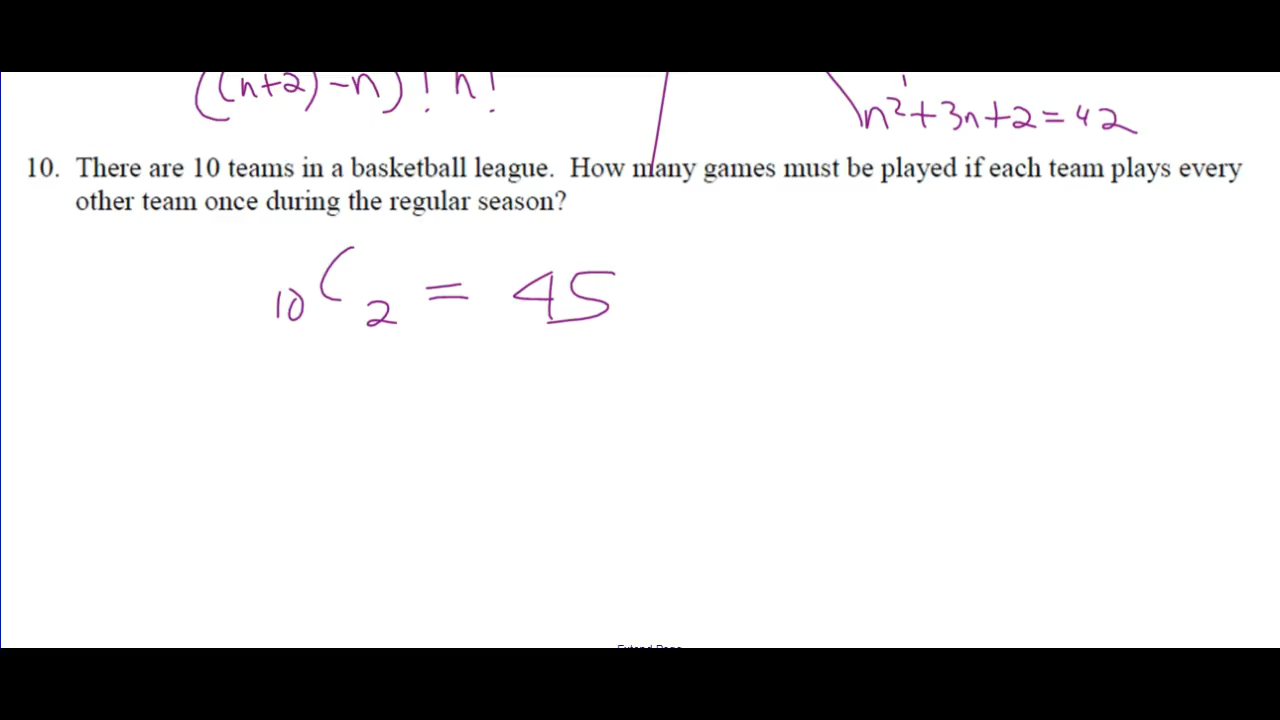 ((n+2)-n)! n!
n²+3n+2=42
10. There are 10 teams in a basketball league. How many games must be played if each team plays every
other team once during the regular season?
₁₀C₂ = 45